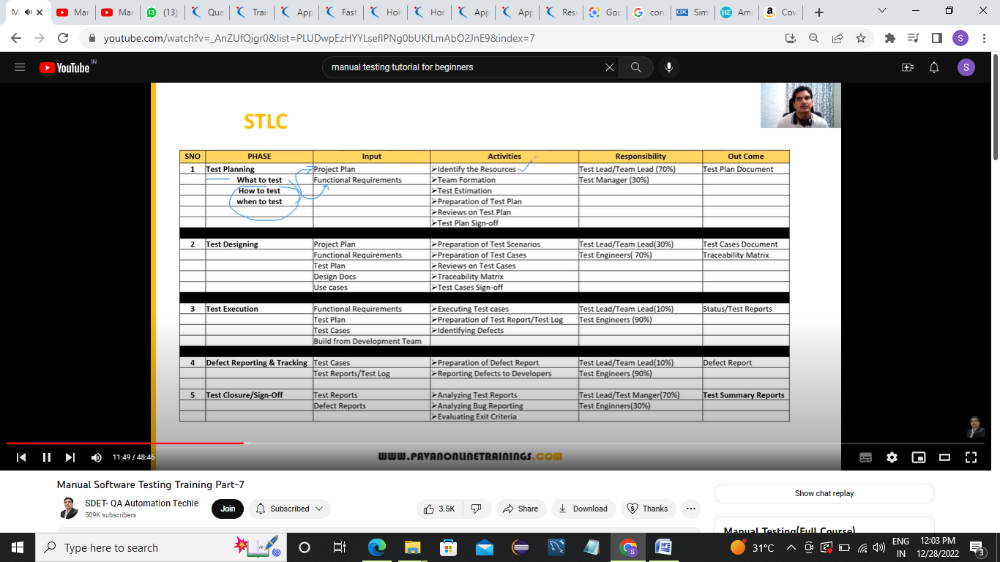 M
Mar
Mar
(13)
Qua
Train
App
Fast
Hor
Hor
App
App
Res
Goo
corc
CDC
Sim
Am
a
Cov
youtube.com/watch?v=_AnZUfQigr0&list=PLUDwpEzHYYLsefIPNg0bUKfLmAbO2JnE9&index=7
S
YouTube IN
manual testing tutorial for beginners
S
STLC
SNO PHASE Input Activities Responsibility Out Come
1 Test Planning Project Plan ➤Identify the Resources Test Lead/Team Lead (70%) Test Plan Document
What to test Functional Requirements ➤Team Formation Test Manager (30%)
How to test ➤Test Estimation
when to test ➤Preparation of Test Plan
➤Reviews on Test Plan
➤Test Plan Sign-off
2 Test Designing Project Plan ➤Preparation of Test Scenarios Test Lead/Team Lead(30%) Test Cases Document
Functional Requirements ➤Preparation of Test Cases Test Engineers( 70%) Traceability Matrix
Test Plan ➤Reviews on Test Cases
Design Docs ➤Traceability Matrix
Use cases ➤Test Cases Sign-off
3 Test Execution Functional Requirements ➤Executing Test cases Test Lead/Team Lead(10%) Status/Test Reports
Test Plan ➤Preparation of Test Report/Test Log Test Engineers (90%)
Test Cases ➤Identifying Defects
Build from Development Team
4 Defect Reporting & Tracking Test Cases ➤Preparation of Defect Report Test Lead/Team Lead(10%) Defect Report
Test Reports/Test Log ➤Reporting Defects to Developers Test Engineers (90%)
5 Test Closure/Sign-Off Test Reports ➤Analyzing Test Reports Test Lead/Test Manger(70%) Test Summary Reports
Defect Reports ➤Analyzing Bug Reporting Test Enginners(30%)
➤Evaluating Exit Criteria
11:49 / 48:46
WWW.PAVANONLINETRAININGS.COM
Manual Software Testing Training Part-7
SDET- QA Automation Techie
509K subscribers
Join
Subscribed
3.5K
Share
Download
Thanks
Show chat replay
Manual Testing(Full Course)
Type here to search
31°C
ENG
IN
12:03 PM
12/28/2022
3